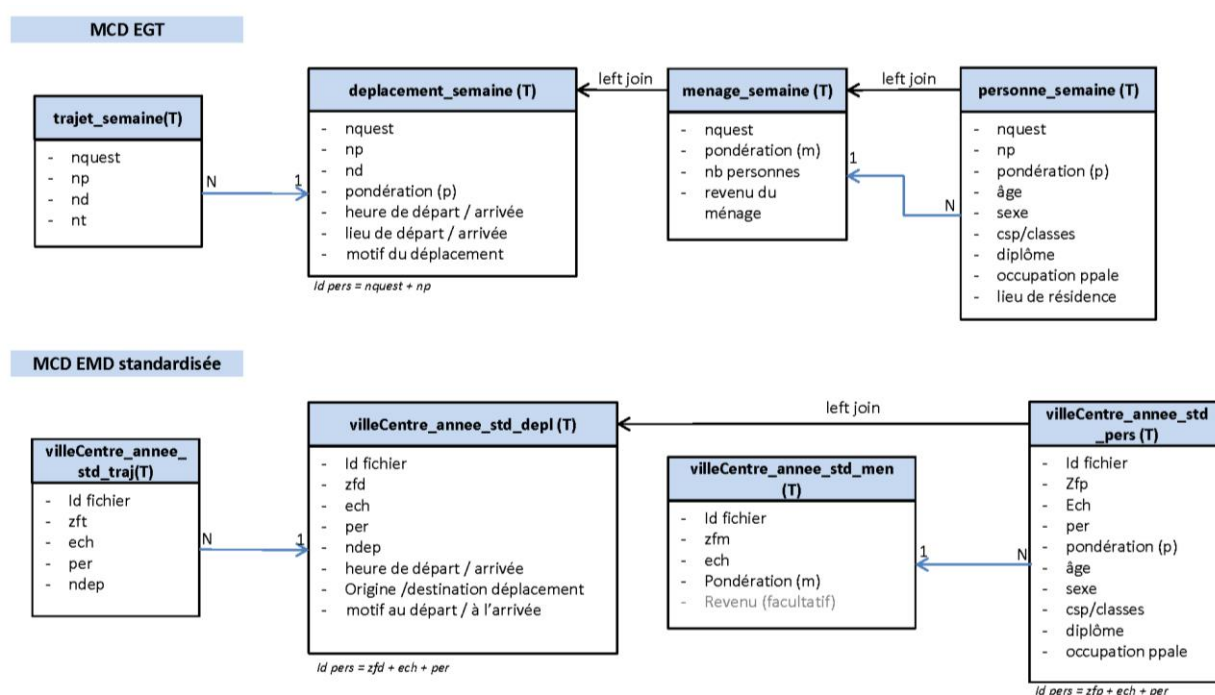 MCD EGT
trajet_semaine(T)
- nquest
- np
- nd
- nt
N
1
deplacement_semaine (T)
- nquest
- np
- nd
- pondération (p)
- heure de départ / arrivée
- lieu de départ / arrivée
- motif du déplacement
Id pers = nquest + np
left join
menage_semaine (T)
- nquest
- pondération (m)
- nb personnes
- revenu du
ménage
left join
1
N
personne_semaine (T)
- nquest
- np
- pondération (p)
- âge
- sexe
- csp/classes
- diplôme
- occupation ppale
- lieu de résidence
MCD EMD standardisée
villeCentre_annee_
std_traj(T)
- Id fichier
- zft
- ech
- per
- ndep
N
1
villeCentre_annee_std_depl (T)
- Id fichier
- zfd
- ech
- per
- ndep
- heure de départ / arrivée
- Origine /destination déplacement
- motif au départ / à l'arrivée
Id pers = zfd + ech + per
left join
villeCentre_annee_std_men
(T)
- Id fichier
- zfm
- ech
- Pondération (m)
- Revenu (facultatif)
1
N
villeCentre_annee_std
_pers (T)
- Id fichier
- Zfp
- Ech
- per
- pondération (p)
- âge
- sexe
- csp/classes
- diplôme
- occupation ppale
Id pers = zfp + ech + per